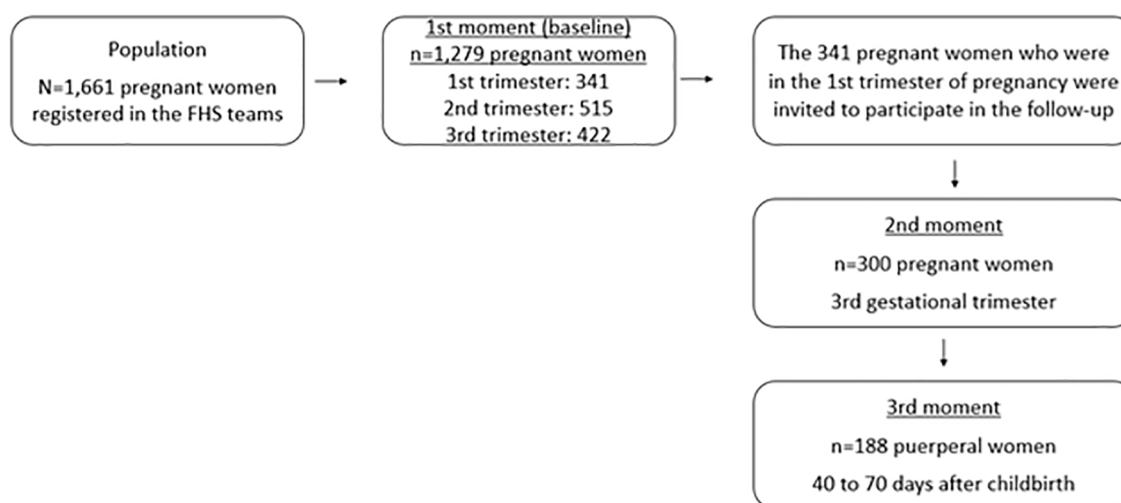 Population
N=1,661 pregnant women
registered in the FHS teams
1st moment (baseline)
n=1,279 pregnant women
1st trimester: 341
2nd trimester: 515
3rd trimester: 422
The 341 pregnant women who were
in the 1st trimester of pregnancy were
invited to participate in the follow-up
2nd moment
n=300 pregnant women
3rd gestational trimester
3rd moment
n=188 puerperal women
40 to 70 days after childbirth